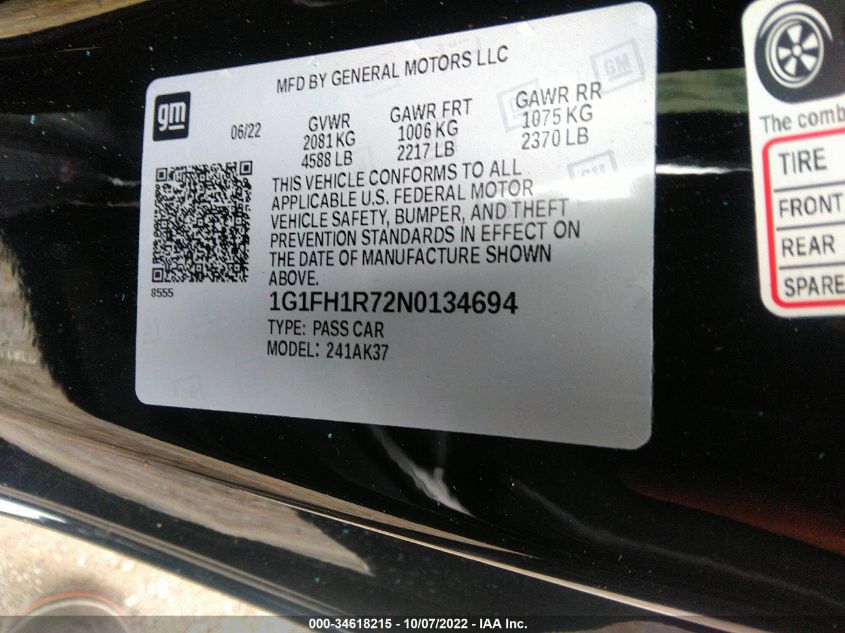 gm
MFD BY GENERAL MOTORS LLC
06/22
GVWR
2081 KG
4588 LB
GAWR FRT
1006 KG
2217 LB
GAWR RR
1075 KG
2370 LB
THIS VEHICLE CONFORMS TO ALL
APPLICABLE U.S. FEDERAL MOTOR
VEHICLE SAFETY, BUMPER, AND THEFT
PREVENTION STANDARDS IN EFFECT ON
THE DATE OF MANUFACTURE SHOWN
ABOVE.
8555
1G1FH1R72N0134694
TYPE: PASS CAR
MODEL: 241AK37
The comb
TIRE
FRONT
REAR
SPARE
000-34618215 - 10/07/2022 - IAA Inc.